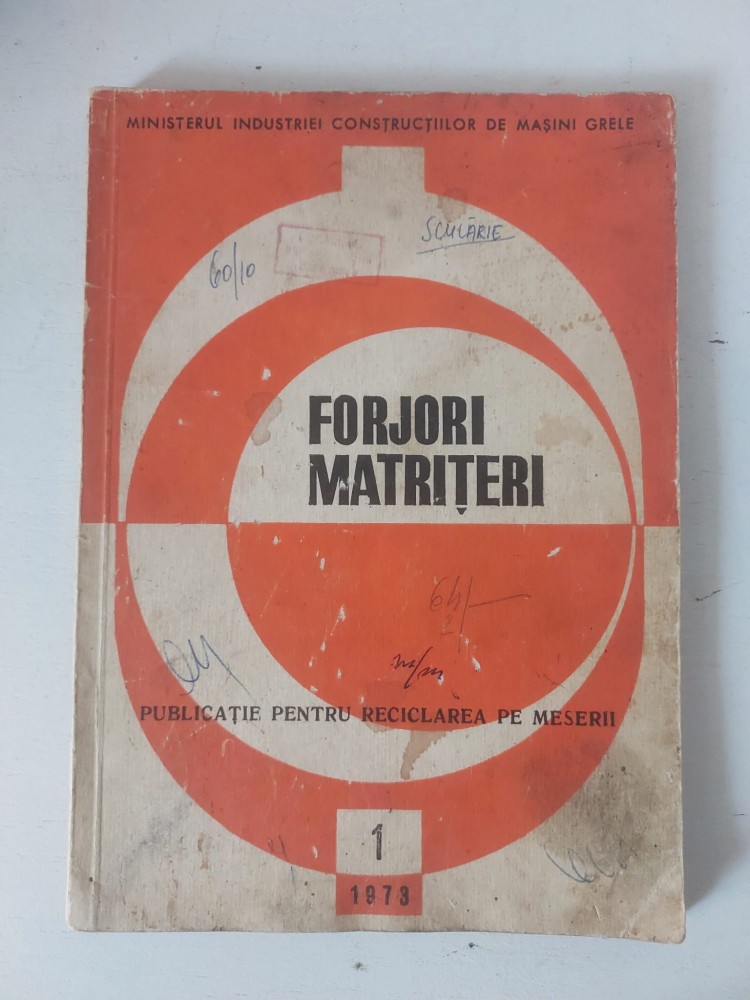 MINISTERUL INDUSTRIEI CONSTRUCȚIILOR DE MAȘINI GRELE
SCULĂRIE
60/10
FORJORI
MATRIȚERI
64/-
PUBLICAȚIE PENTRU RECICLAREA PE MESERII
1
1973